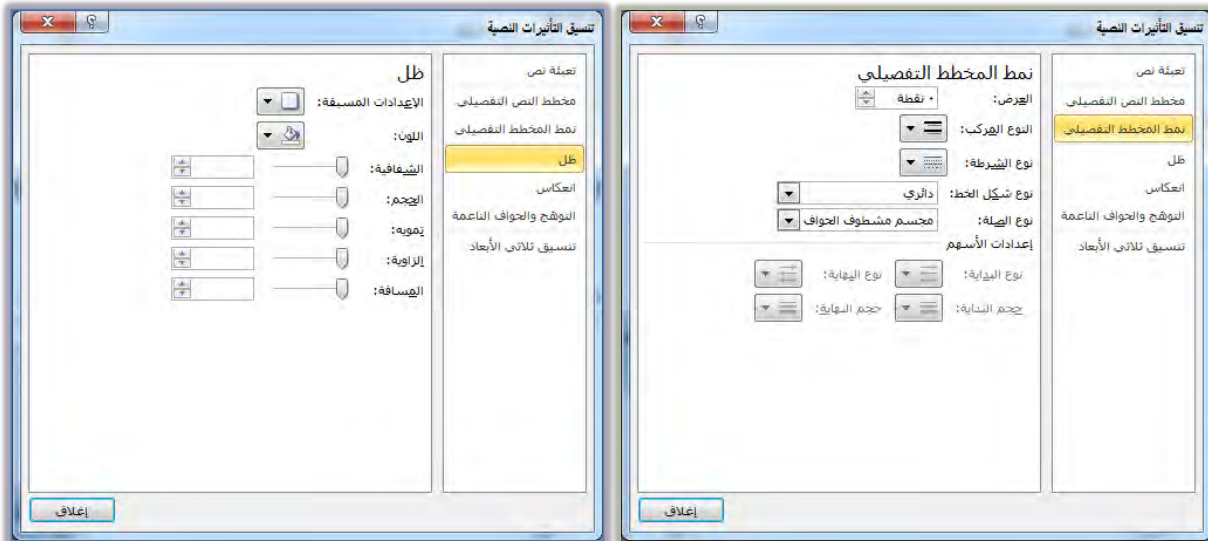 تنسيق التأثيرات النصية
تعبئة نص
مخطط النص التفصيلي
نمط المخطط التفصيلي
ظل
انعكاس
التوهج والحواف الناعمة
تنسيق ثلاثي الأبعاد
نمط المخطط التفصيلي
العرض: ٠ نقطة
النوع المركب:
نوع الشرطة:
نوع شكل الخط: دائري
نوع الصلة: مجسم مشطوف الحواف
إعدادات الأسهم
نوع البداية: نوع النهاية:
حجم البداية: حجم النهاية:
إغلاق
تنسيق التأثيرات النصية
تعبئة نص
مخطط النص التفصيلي
نمط المخطط التفصيلي
ظل
انعكاس
التوهج والحواف الناعمة
تنسيق ثلاثي الأبعاد
ظل
الإعدادات المسبقة:
اللون:
الشفافية:
الحجم:
تمويه:
الزاوية:
المسافة:
إغلاق